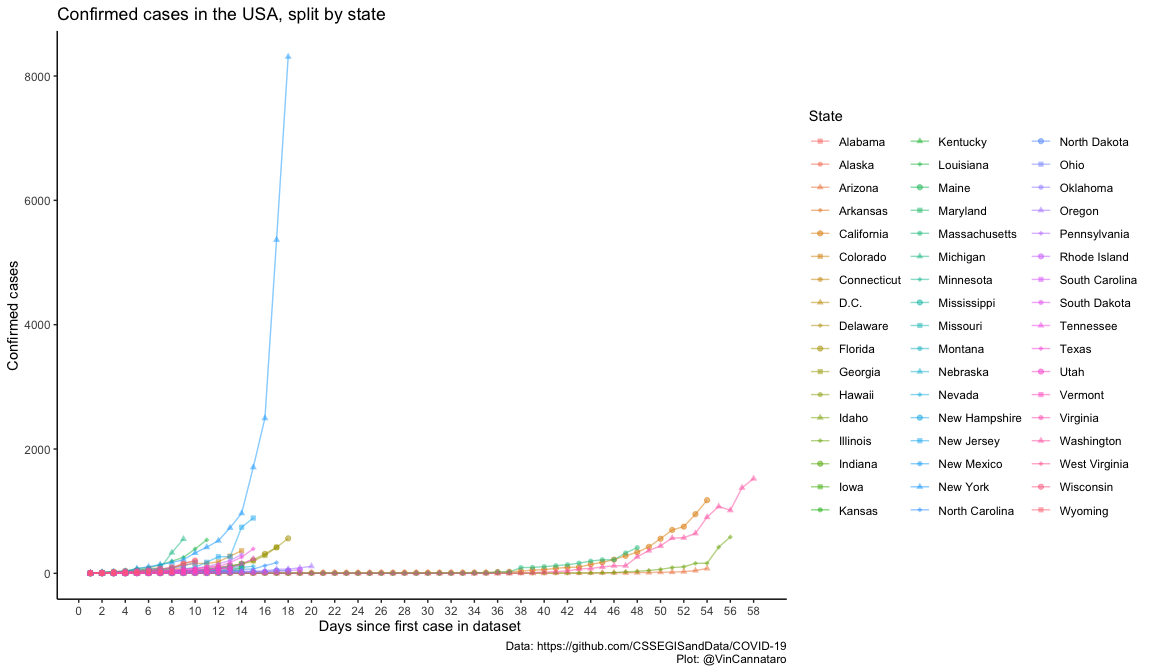 Confirmed cases in the USA, split by state
8000
6000
4000
2000
0
Confirmed cases
0 2 4 6 8 10 12 14 16 18 20 22 24 26 28 30 32 34 36 38 40 42 44 46 48 50 52 54 56 58
Days since first case in dataset
Data: https://github.com/CSSEGISandData/COVID-19
Plot: @VinCannataro
State
Alabama
Alaska
Arizona
Arkansas
California
Colorado
Connecticut
D.C.
Delaware
Florida
Georgia
Hawaii
Idaho
Illinois
Indiana
Iowa
Kansas
Kentucky
Louisiana
Maine
Maryland
Massachusetts
Michigan
Minnesota
Mississippi
Missouri
Montana
Nebraska
Nevada
New Hampshire
New Jersey
New Mexico
New York
North Carolina
North Dakota
Ohio
Oklahoma
Oregon
Pennsylvania
Rhode Island
South Carolina
South Dakota
Tennessee
Texas
Utah
Vermont
Virginia
Washington
West Virginia
Wisconsin
Wyoming